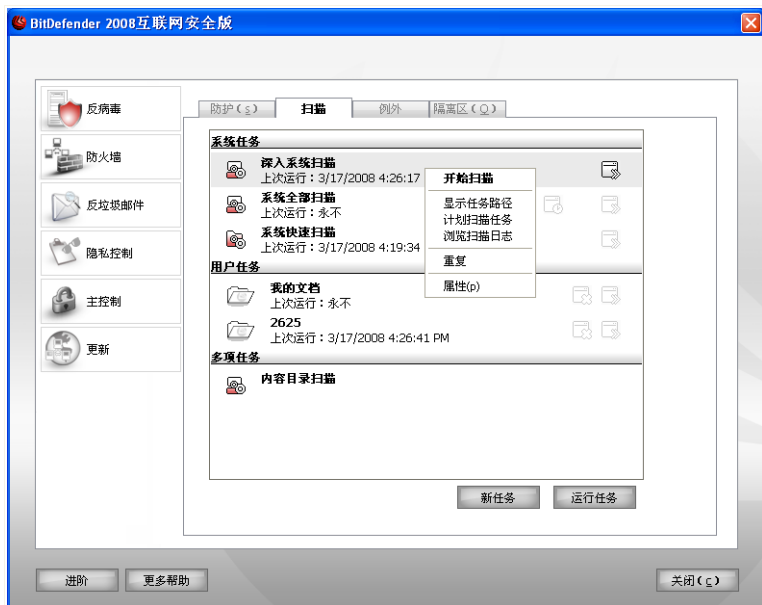 BitDefender 2008互联网安全版
反病毒
防火墙
反垃圾邮件
隐私控制
主控制
更新
防护(s) 扫描 例外 隔离区(Q)
系统任务
深入系统扫描
上次运行：3/17/2008 4:26:17
系统全部扫描
上次运行：永不
系统快速扫描
上次运行：3/17/2008 4:19:34
开始扫描
显示任务路径
计划扫描任务
浏览扫描日志
重复
属性(p)
用户任务
我的文档
上次运行：永不
2625
上次运行：3/17/2008 4:26:41 PM
多项任务
内容目录扫描
新任务 运行任务
进阶 更多帮助 关闭(c)